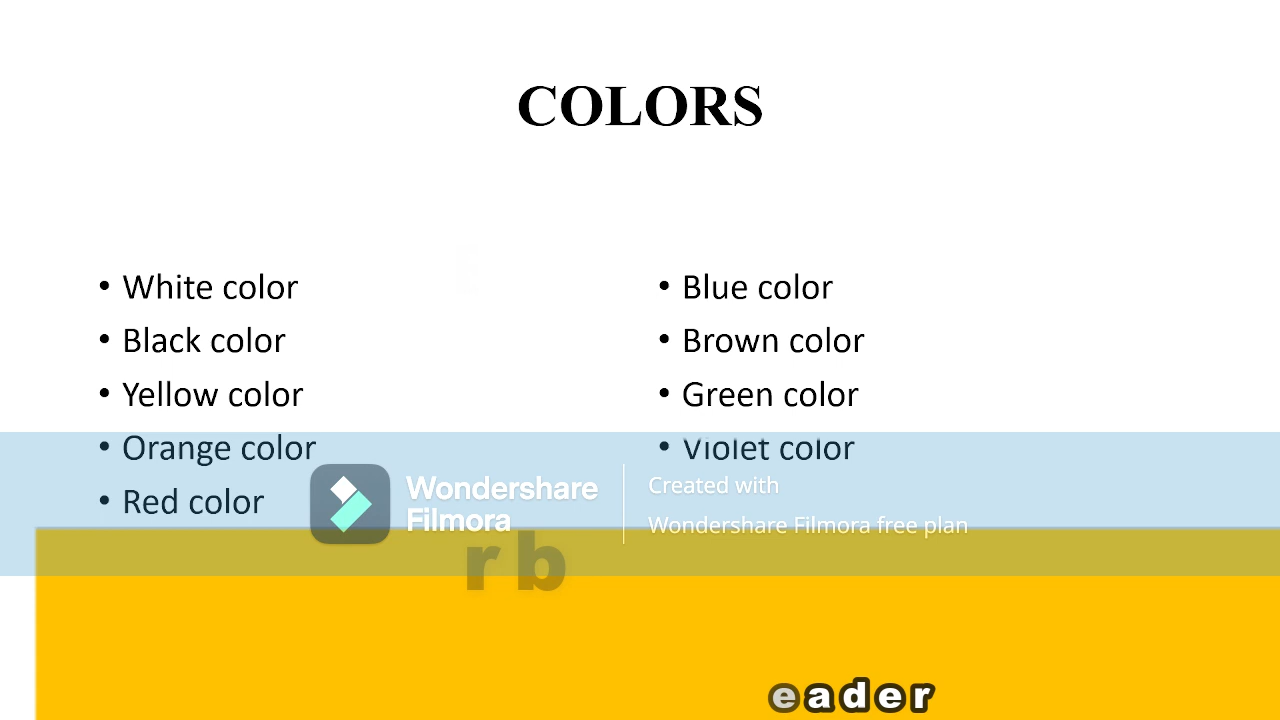 COLORS
• White color
• Black color
• Yellow color
• Orange color
• Red color
• Blue color
• Brown color
• Green color
• Violet color
Wondershare
Filmora
Created with
Wondershare Filmora free plan
r b
eader